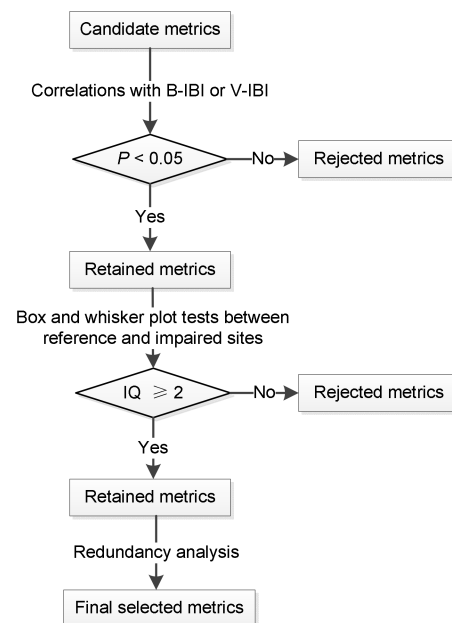 Candidate metrics
Correlations with B-IBI or V-IBI
P < 0.05
No
Rejected metrics
Yes
Retained metrics
Box and whisker plot tests between
reference and impaired sites
IQ ≥ 2
No
Rejected metrics
Yes
Retained metrics
Redundancy analysis
Final selected metrics